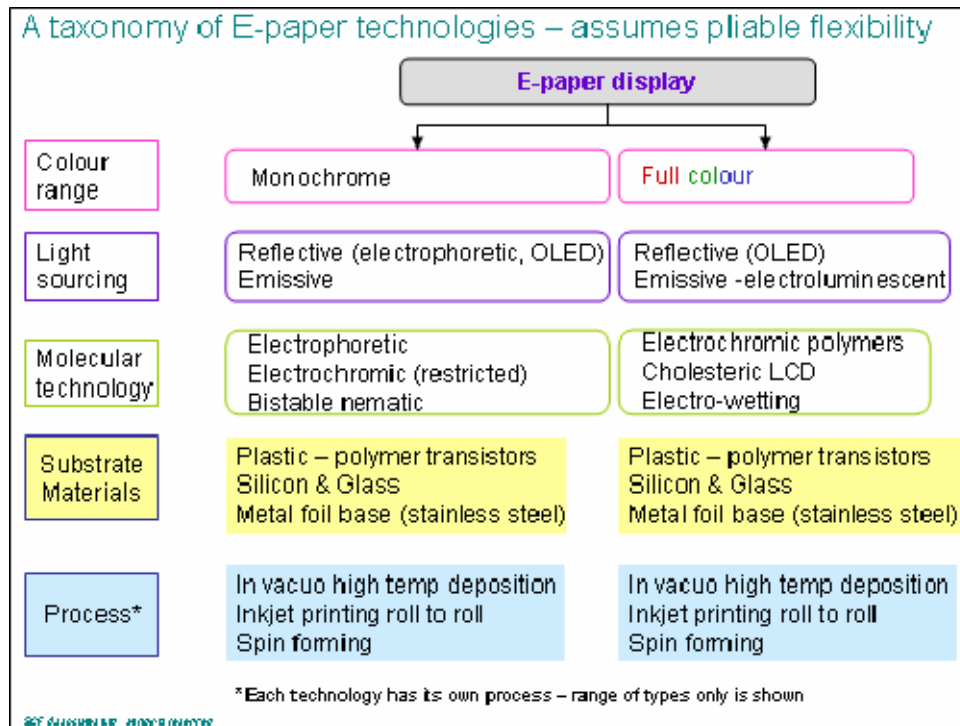 A taxonomy of E-paper technologies – assumes pliable flexibility
E-paper display
Colour
range
Monochrome
Full colour
Light
sourcing
Reflective (electrophoretic, OLED)
Emissive
Reflective (OLED)
Emissive -electroluminescent
Molecular
technology
Electrophoretic
Electrochromic (restricted)
Bistable nematic
Electrochromic polymers
Cholesteric LCD
Electro-wetting
Substrate
Materials
Plastic – polymer transistors
Silicon & Glass
Metal foil base (stainless steel)
Plastic – polymer transistors
Silicon & Glass
Metal foil base (stainless steel)
Process*
In vacuo high temp deposition
Inkjet printing roll to roll
Spin forming
In vacuo high temp deposition
Inkjet printing roll to roll
Spin forming
*Each technology has its own process – range of types only is shown